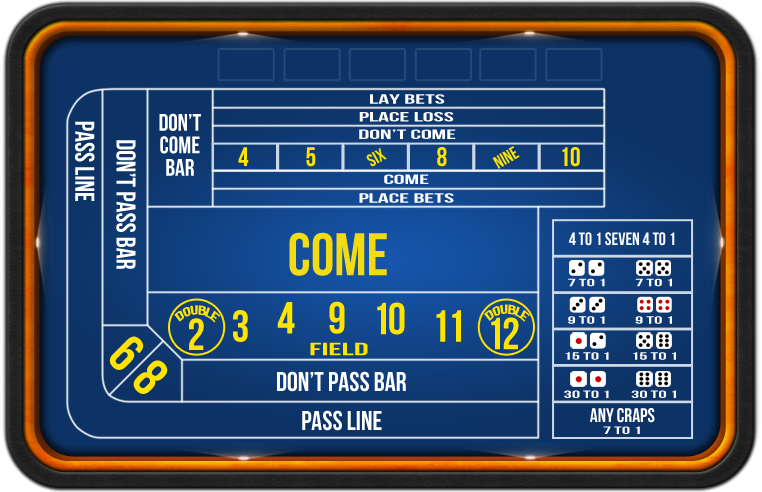 LAY BETS
PLACE LOSS
DON'T COME
DON'T
COME
BAR
4 5 SIX 8 NINE 10
COME
PLACE BETS
PASS LINE
DON'T PASS BAR
COME
DOUBLE
2
3 4 9 10 11
DOUBLE
12
FIELD
6
8
DON'T PASS BAR
PASS LINE
4 TO 1 SEVEN 4 TO 1
7 TO 1 7 TO 1
9 TO 1 9 TO 1
15 TO 1 15 TO 1
30 TO 1 30 TO 1
ANY CRAPS
7 TO 1